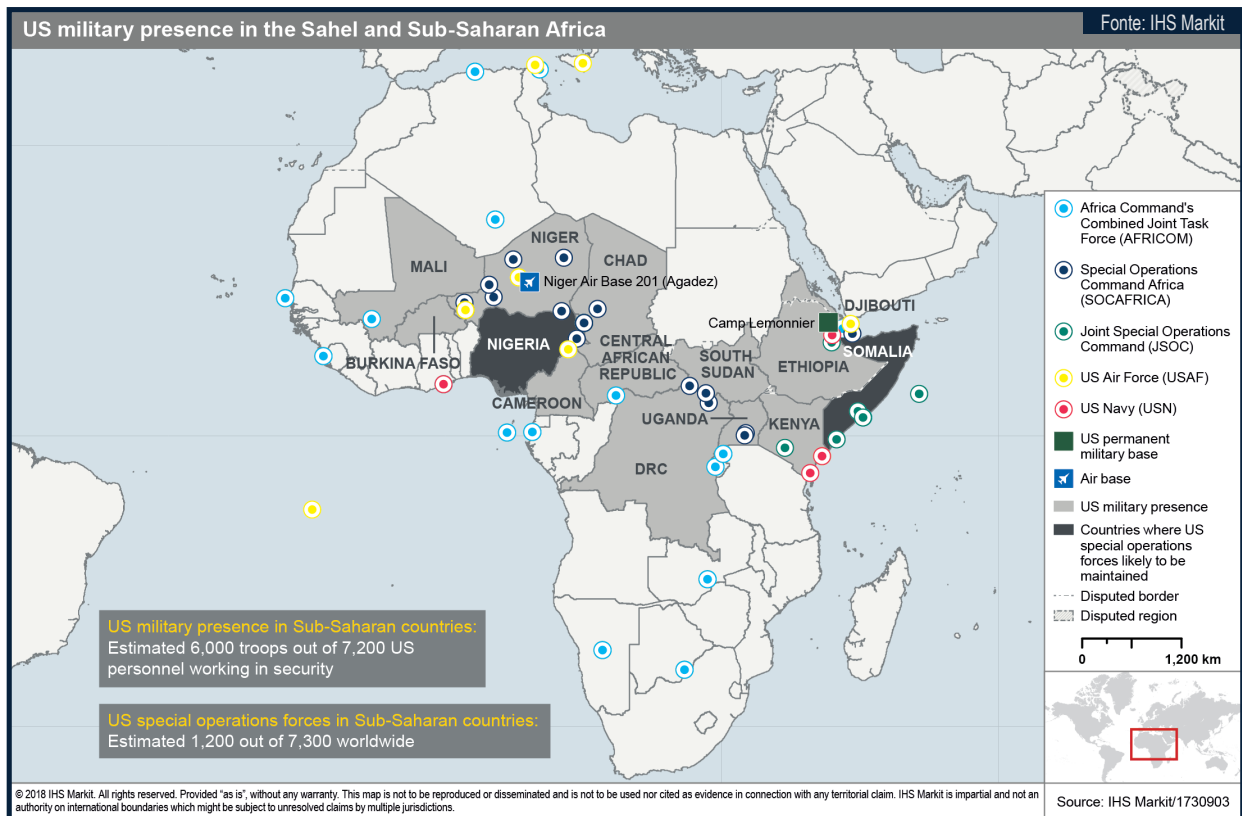 US military presence in the Sahel and Sub-Saharan Africa
Fonte: IHS Markit
NIGER
MALI
CHAD
Niger Air Base 201 (Agadez)
DJIBOUTI
Camp Lemonnier
NIGERIA
SOMALIA
BURKINA FASO
CENTRAL
AFRICAN
REPUBLIC
SOUTH
SUDAN
ETHIOPIA
CAMEROON
UGANDA
KENYA
DRC
Africa Command's
Combined Joint Task
Force (AFRICOM)
Special Operations
Command Africa
(SOCAFRICA)
Joint Special Operations
Command (JSOC)
US Air Force (USAF)
US Navy (USN)
US permanent
military base
Air base
US military presence
Countries where US
special operations
forces likely to be
maintained
Disputed border
Disputed region
0 1,200 km
US military presence in Sub-Saharan countries:
Estimated 6,000 troops out of 7,200 US
personnel working in security
US special operations forces in Sub-Saharan countries:
Estimated 1,200 out of 7,300 worldwide
© 2018 IHS Markit. All rights reserved. Provided “as is”, without any warranty. This map is not to be reproduced or disseminated and is not to be used nor cited as evidence in connection with any territorial claim. IHS Markit is impartial and not an
authority on international boundaries which might be subject to unresolved claims by multiple jurisdictions.
Source: IHS Markit/1730903